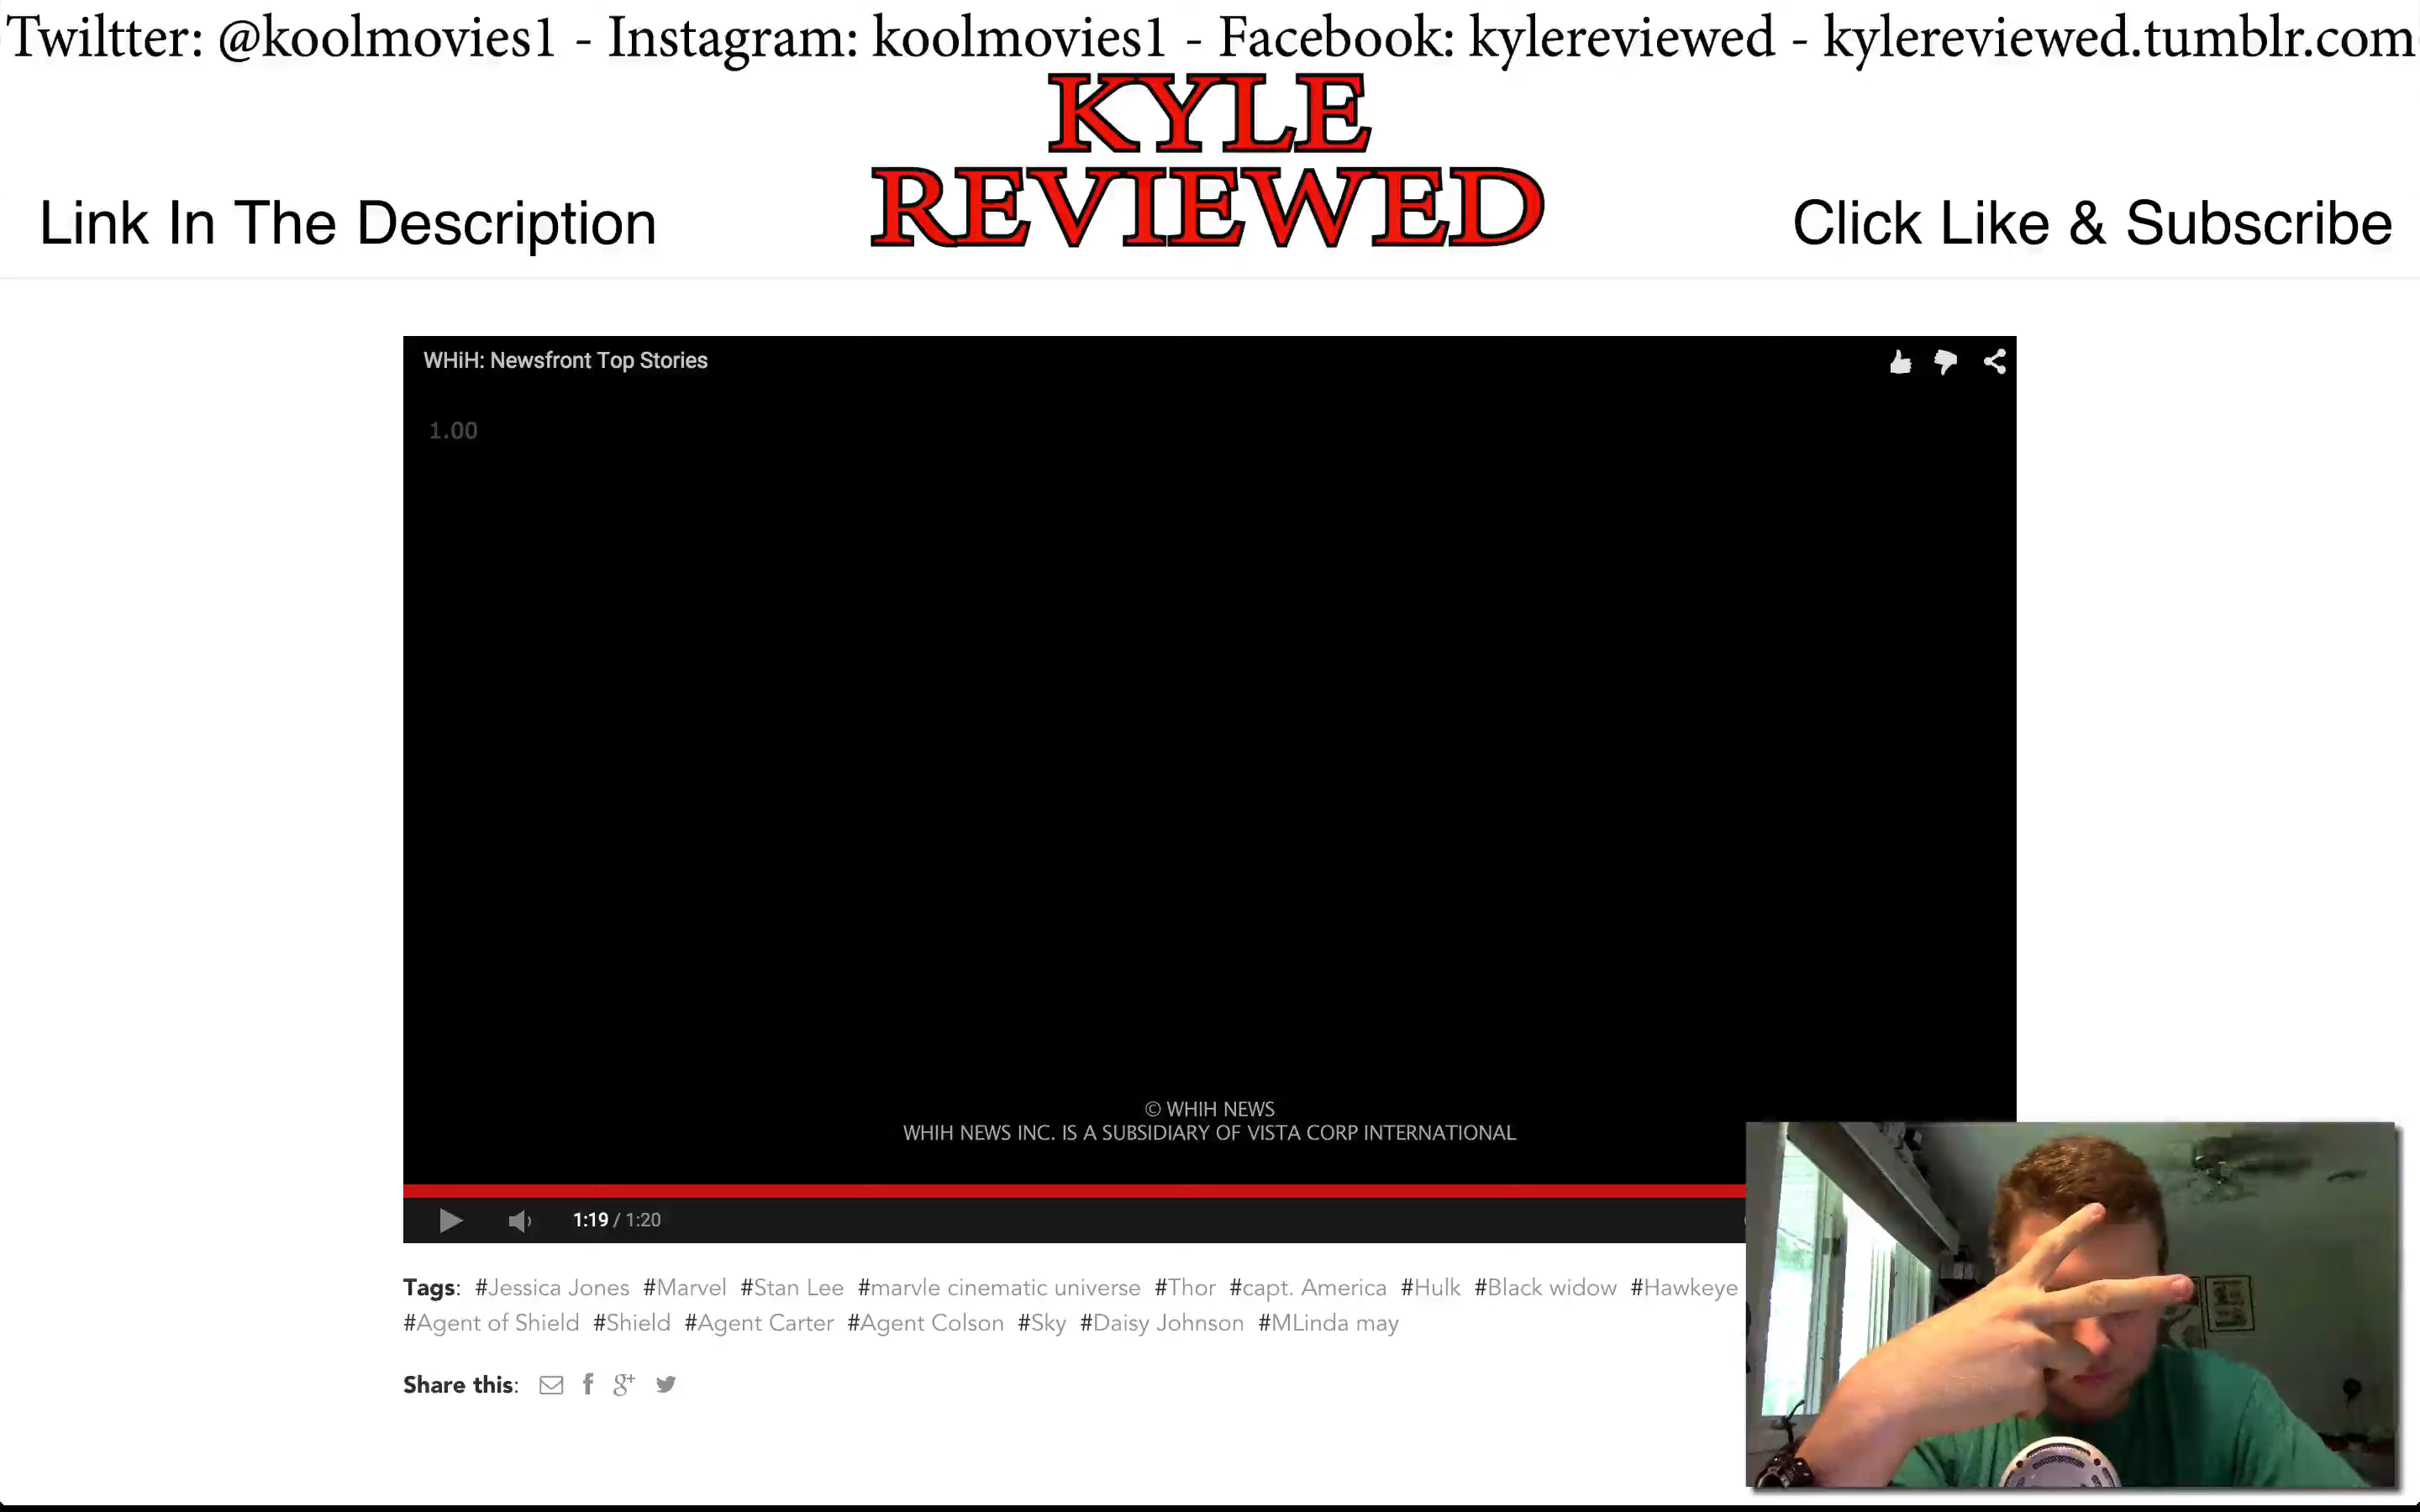 Twiltter: @koolmovies1 - Instagram: koolmovies1 - Facebook: kylereviewed - kylereviewed.tumblr.com
KYLE
REVIEWED
Link In The Description
Click Like & Subscribe
WHiH: Newsfront Top Stories
1.00
© WHIH NEWS
WHIH NEWS INC. IS A SUBSIDIARY OF VISTA CORP INTERNATIONAL
1:19 / 1:20
Tags: #Jessica Jones #Marvel #Stan Lee #marvle cinematic universe #Thor #capt. America #Hulk #Black widow #Hawkeye
#Agent of Shield #Shield #Agent Carter #Agent Colson #Sky #Daisy Johnson #MLinda may
Share this: